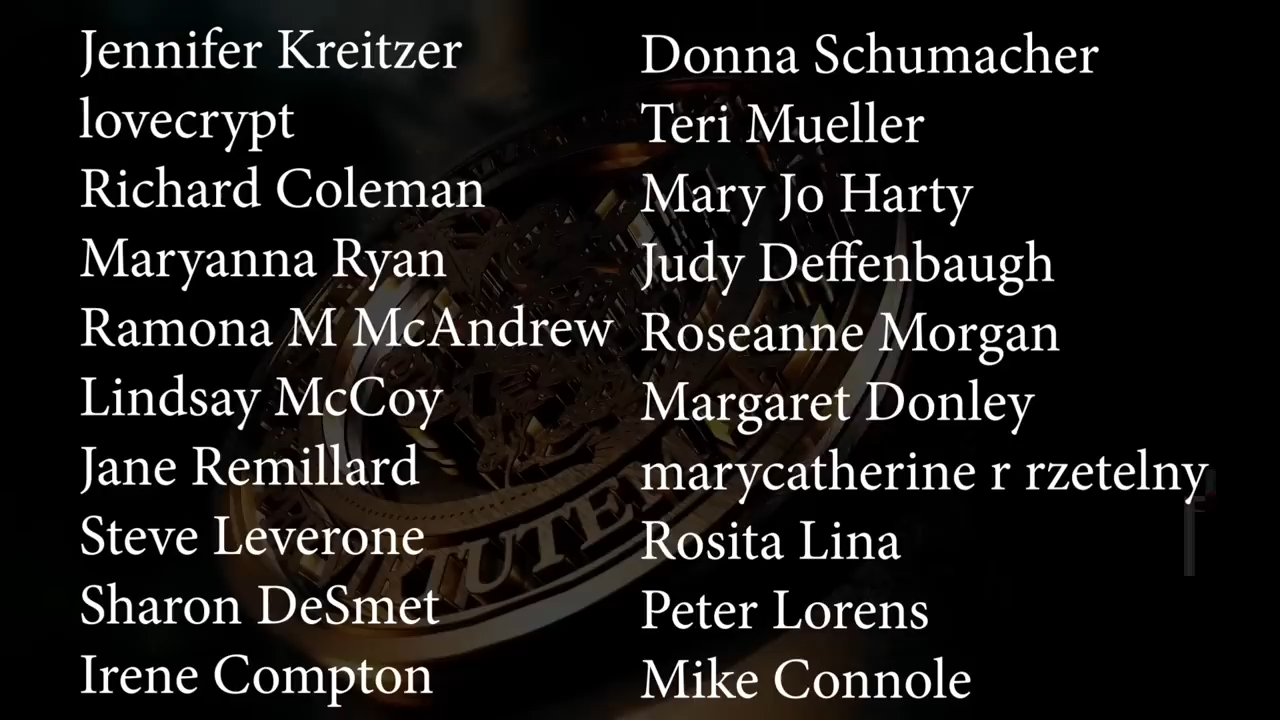 Jennifer Kreitzer
lovecrypt
Richard Coleman
Maryanna Ryan
Ramona M McAndrew
Lindsay McCoy
Jane Remillard
Steve Leverone
Sharon DeSmet
Irene Compton
Donna Schumacher
Teri Mueller
Mary Jo Harty
Judy Deffenbaugh
Roseanne Morgan
Margaret Donley
marycatherine r rzetelny
Rosita Lina
Peter Lorens
Mike Connole